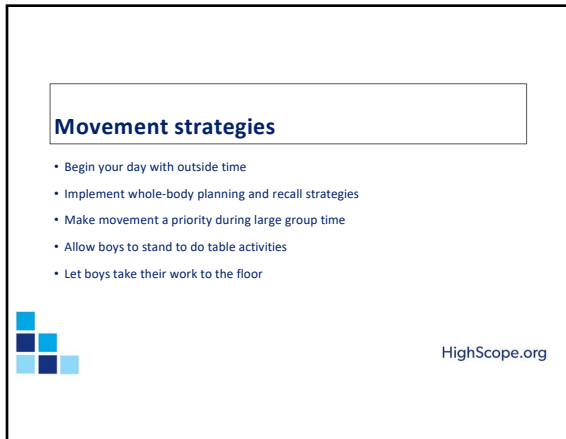 Movement strategies
• Begin your day with outside time
• Implement whole-body planning and recall strategies
• Make movement a priority during large group time
• Allow boys to stand to do table activities
• Let boys take their work to the floor
HighScope.org